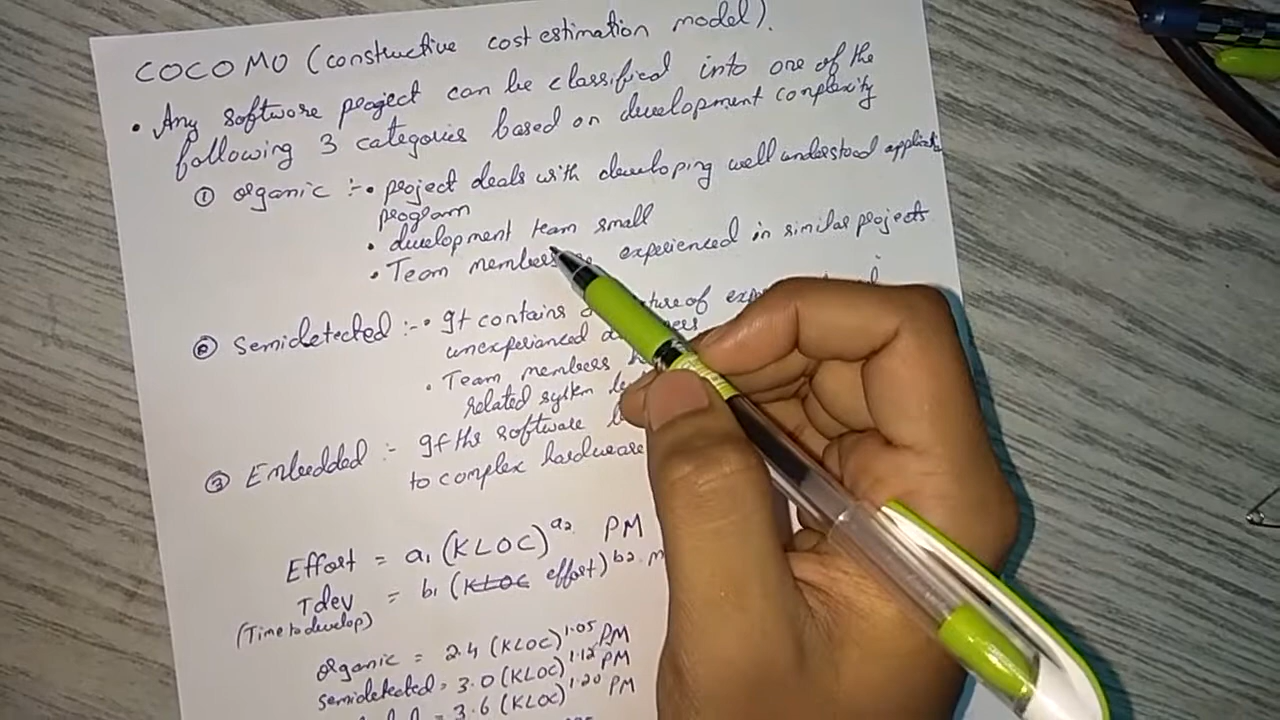 COCOMO (constructive cost estimation model).
• Any software project can be classified into one of the
following 3 categories based on development complexity
① organic :- • project deals with developing well understood
program
• development team small
• Team members experienced in similar projects
② Semidetected :- • It contains of
unexperianced
• Team members
related system
③ Embedded :- If the software
to complex hardware
Effort = a₁ (KLOC)^a₂ PM
Tdev = b₁ (KLOC effort)^b₂
(Time to develop)
organic = 2.4 (KLOC)^1.05 PM
semidetected = 3.0 (KLOC)^1.12 PM
= 3.6 (KLOC)^1.20 PM